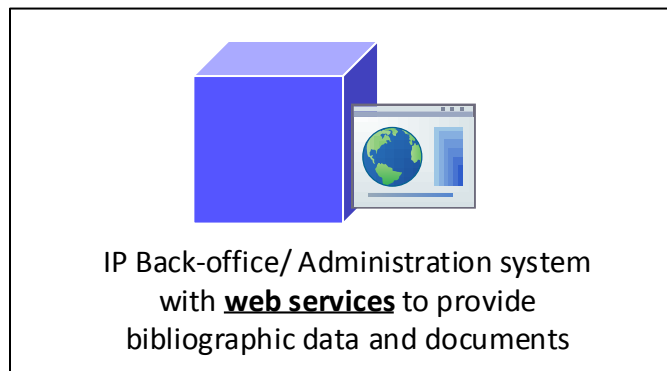 IP Back-office/ Administration system
with web services to provide
bibliographic data and documents